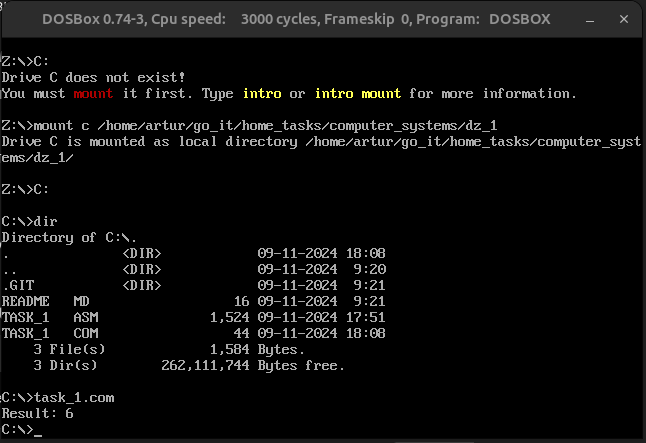 DOSBox 0.74-3, Cpu speed:    3000 cycles, Frameskip  0, Program:   DOSBOX
Z:\>C:
Drive C does not exist!
You must mount it first. Type intro or intro mount for more information.
Z:\>mount c /home/artur/go_it/home_tasks/computer_systems/dz_1
Drive C is mounted as local directory /home/artur/go_it/home_tasks/computer_syst
ems/dz_1/
Z:\>C:
C:\>dir
Directory of C:\.
.              <DIR>            09-11-2024 18:08
..             <DIR>            09-11-2024  9:20
.GIT           <DIR>            09-11-2024  9:21
README   MD                  16 09-11-2024  9:21
TASK_1   ASM              1,524 09-11-2024 17:51
TASK_1   COM                 44 09-11-2024 18:08
    3 File(s)             1,584 Bytes.
    3 Dir(s)        262,111,744 Bytes free.
C:\>task_1.com
Result: 6
C:\>_